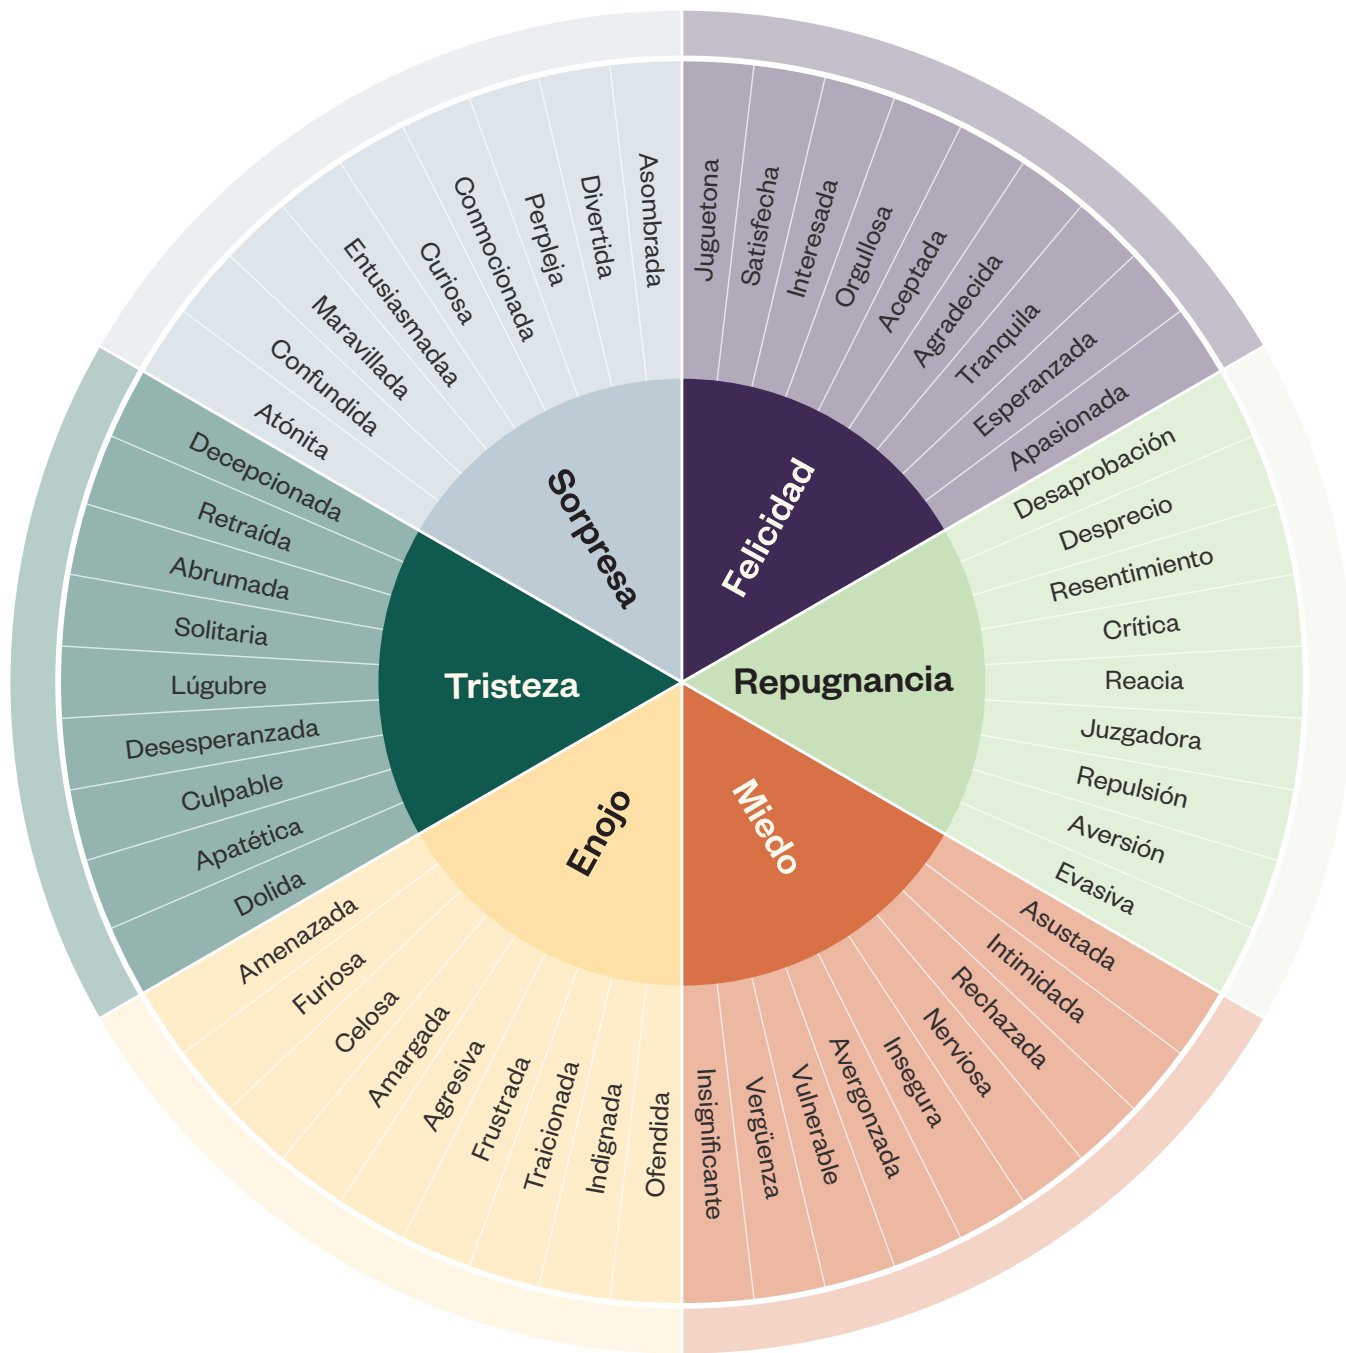 Felicidad
Juguetona
Satisfecha
Interesada
Orgullosa
Aceptada
Agradecida
Tranquila
Esperanzada
Apasionada
Repugnancia
Desaprobación
Desprecio
Resentimiento
Crítica
Reacia
Juzgadora
Repulsión
Aversión
Evasiva
Miedo
Asustada
Intimidada
Rechazada
Nerviosa
Insegura
Avergonzada
Vulnerable
Vergüenza
Insignificante
Enojo
Ofendida
Indignada
Traicionada
Frustrada
Agresiva
Amargada
Celosa
Furiosa
Amenazada
Tristeza
Dolida
Apatética
Culpable
Desesperanzada
Lúgubre
Solitaria
Abrumada
Retraída
Decepcionada
Sorpresa
Atónita
Confundida
Maravillada
Entusiasmadaa
Curiosa
Conmocionada
Perpleja
Divertida
Asombrada